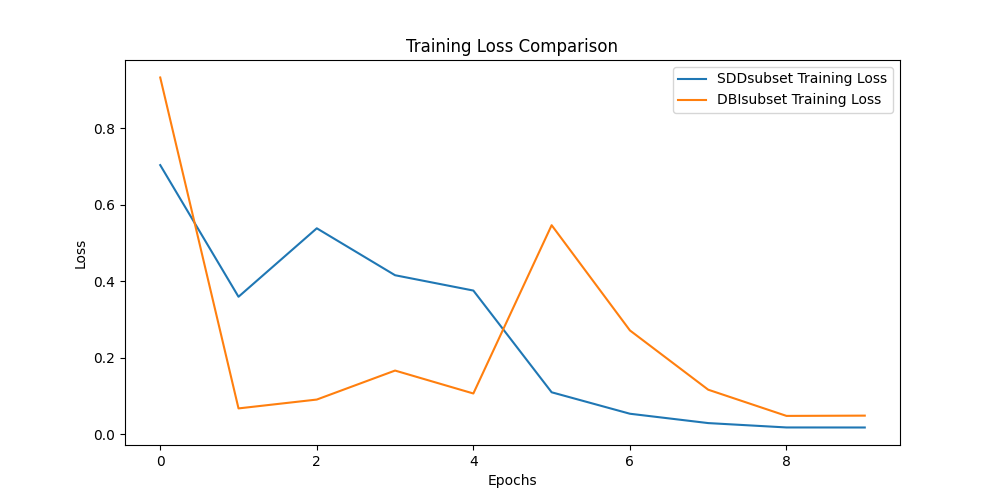 Training Loss Comparison
SDDsubset Training Loss
DBIsubset Training Loss
Loss
0.8
0.6
0.4
0.2
0.0
0 2 4 6 8
Epochs